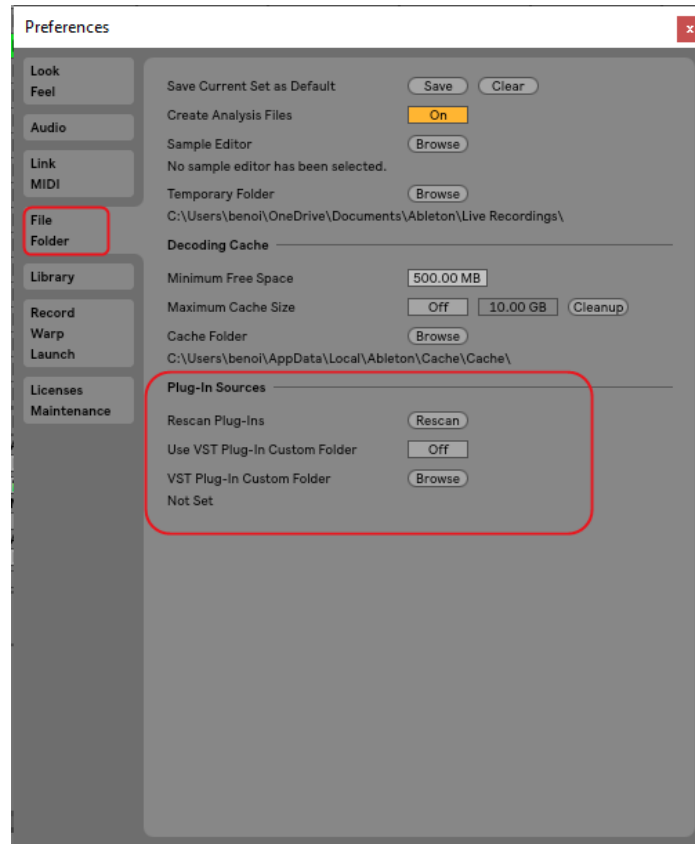 Preferences
x
Look
Feel
Audio
Link
MIDI
File
Folder
Library
Record
Warp
Launch
Licenses
Maintenance
Save Current Set as Default Save Clear
Create Analysis Files On
Sample Editor Browse
No sample editor has been selected.
Temporary Folder Browse
C:\Users\benoi\OneDrive\Documents\Ableton\Live Recordings\
Decoding Cache
Minimum Free Space 500.00 MB
Maximum Cache Size Off 10.00 GB Cleanup
Cache Folder Browse
C:\Users\benoi\AppData\Local\Ableton\Cache\Cache\
Plug-In Sources
Rescan Plug-Ins Rescan
Use VST Plug-In Custom Folder Off
VST Plug-In Custom Folder Browse
Not Set